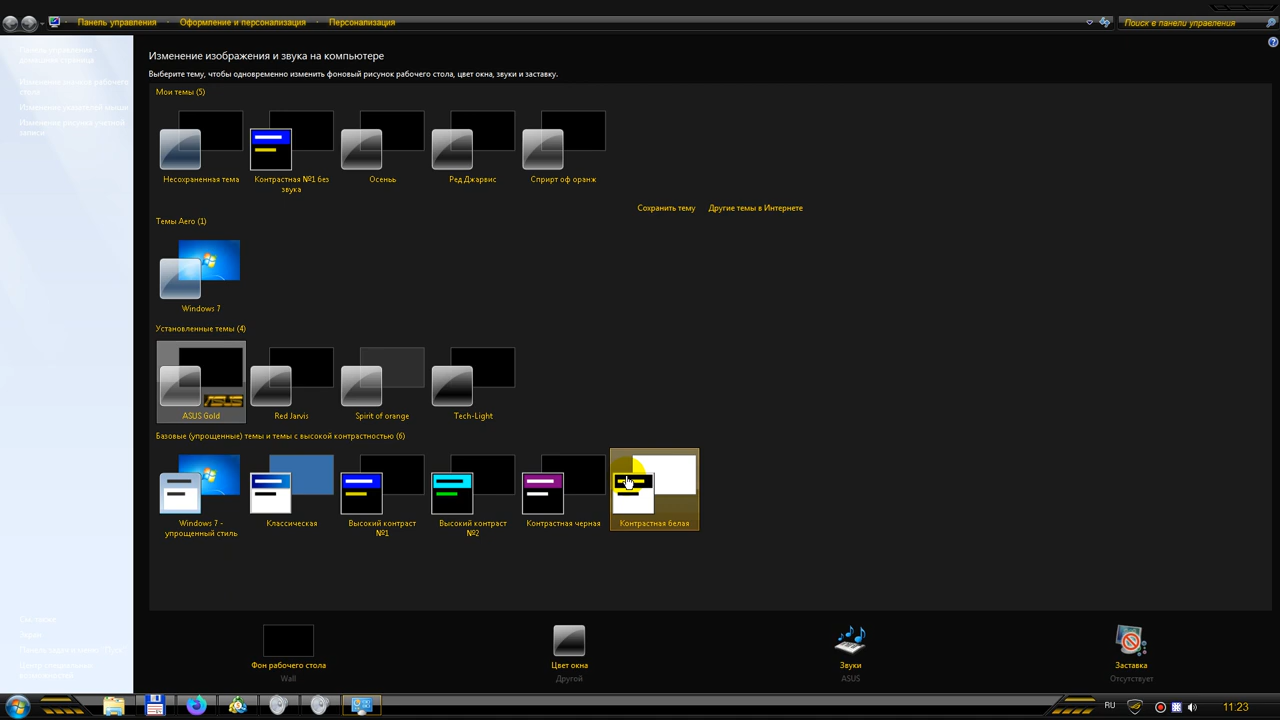 Панель управления
Оформление и персонализация
Персонализация
Поиск в панели управления
Изменение изображения и звука на компьютере
Выберите тему, чтобы одновременно изменить фоновый рисунок рабочего стола, цвет окна, звуки и заставку.
Мои темы (5)
Несохраненная тема
Контрастная №1 без
звука
Осеньь
Ред Джарвис
Сприрт оф оранж
Сохранить тему
Другие темы в Интернете
Темы Aero (1)
Windows 7
Установленные темы (4)
ASUS
ASUS Gold
Red Jarvis
Spirit of orange
Tech-Light
Базовые (упрощенные) темы и темы с высокой контрастностью (6)
Windows 7 -
упрощенный стиль
Классическая
Высокий контраст
№1
Высокий контраст
№2
Контрастная черная
Контрастная белая
Фон рабочего стола
Wall
Цвет окна
Другой
Звуки
ASUS
Заставка
Отсутствует
RU
11:23